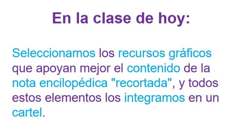 En la clase de hoy:
Seleccionamos los recursos gráficos
que apoyan mejor el contenido de la
nota encilopédica "recortada", y todos
estos elementos los integramos en un
cartel.